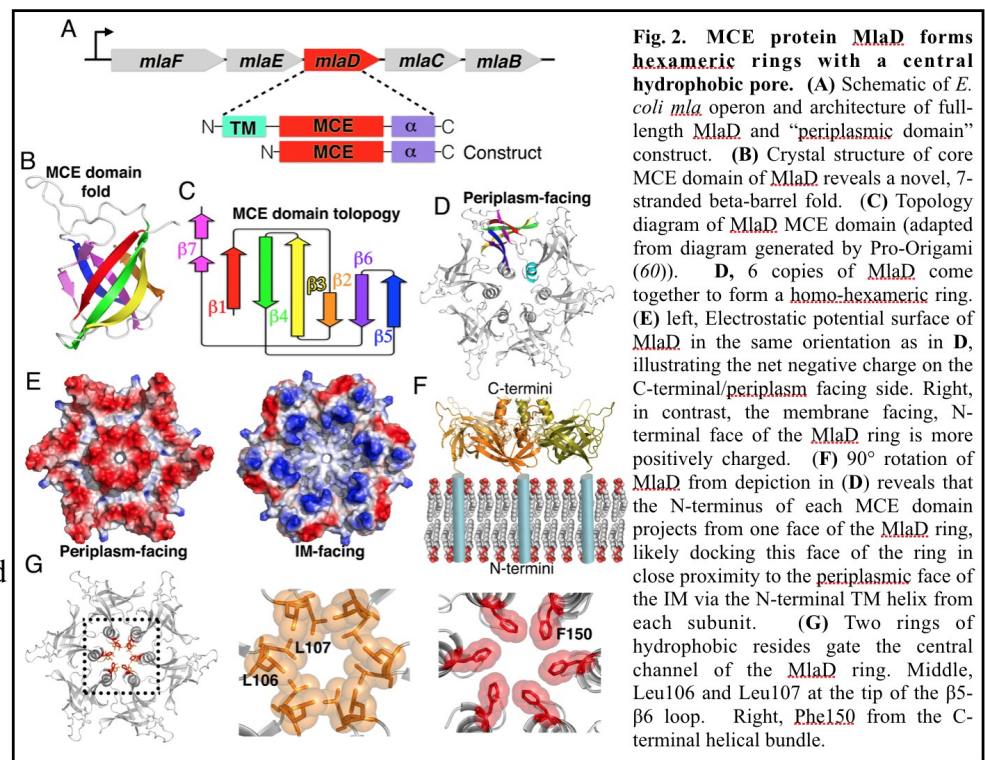 A
mlaF
mlaE
mlaD
mlaC
mlaB
N
TM
MCE
α
C
N
MCE
α
C
Construct
B
MCE domain
fold
C
MCE domain tolopogy
β7
β1
β4
β3
β2
β6
β5
D
Periplasm-facing
E
Periplasm-facing
IM-facing
F
C-termini
N-termini
d
G
L107
L106
F150
Fig. 2. MCE protein MlaD forms
hexameric rings with a central
hydrophobic pore. (A) Schematic of E.
coli mla operon and architecture of full-
length MlaD and “periplasmic domain”
construct. (B) Crystal structure of core
MCE domain of MlaD reveals a novel, 7-
stranded beta-barrel fold. (C) Topology
diagram of MlaD MCE domain (adapted
from diagram generated by Pro-Origami
(60)). D, 6 copies of MlaD come
together to form a homo-hexameric ring.
(E) left, Electrostatic potential surface of
MlaD in the same orientation as in D,
illustrating the net negative charge on the
C-terminal/periplasm facing side. Right,
in contrast, the membrane facing, N-
terminal face of the MlaD ring is more
positively charged. (F) 90° rotation of
MlaD from depiction in (D) reveals that
the N-terminus of each MCE domain
projects from one face of the MlaD ring,
likely docking this face of the ring in
close proximity to the periplasmic face of
the IM via the N-terminal TM helix from
each subunit. (G) Two rings of
hydrophobic resides gate the central
channel of the MlaD ring. Middle,
Leu106 and Leu107 at the tip of the β5-
β6 loop. Right, Phe150 from the C-
terminal helical bundle.